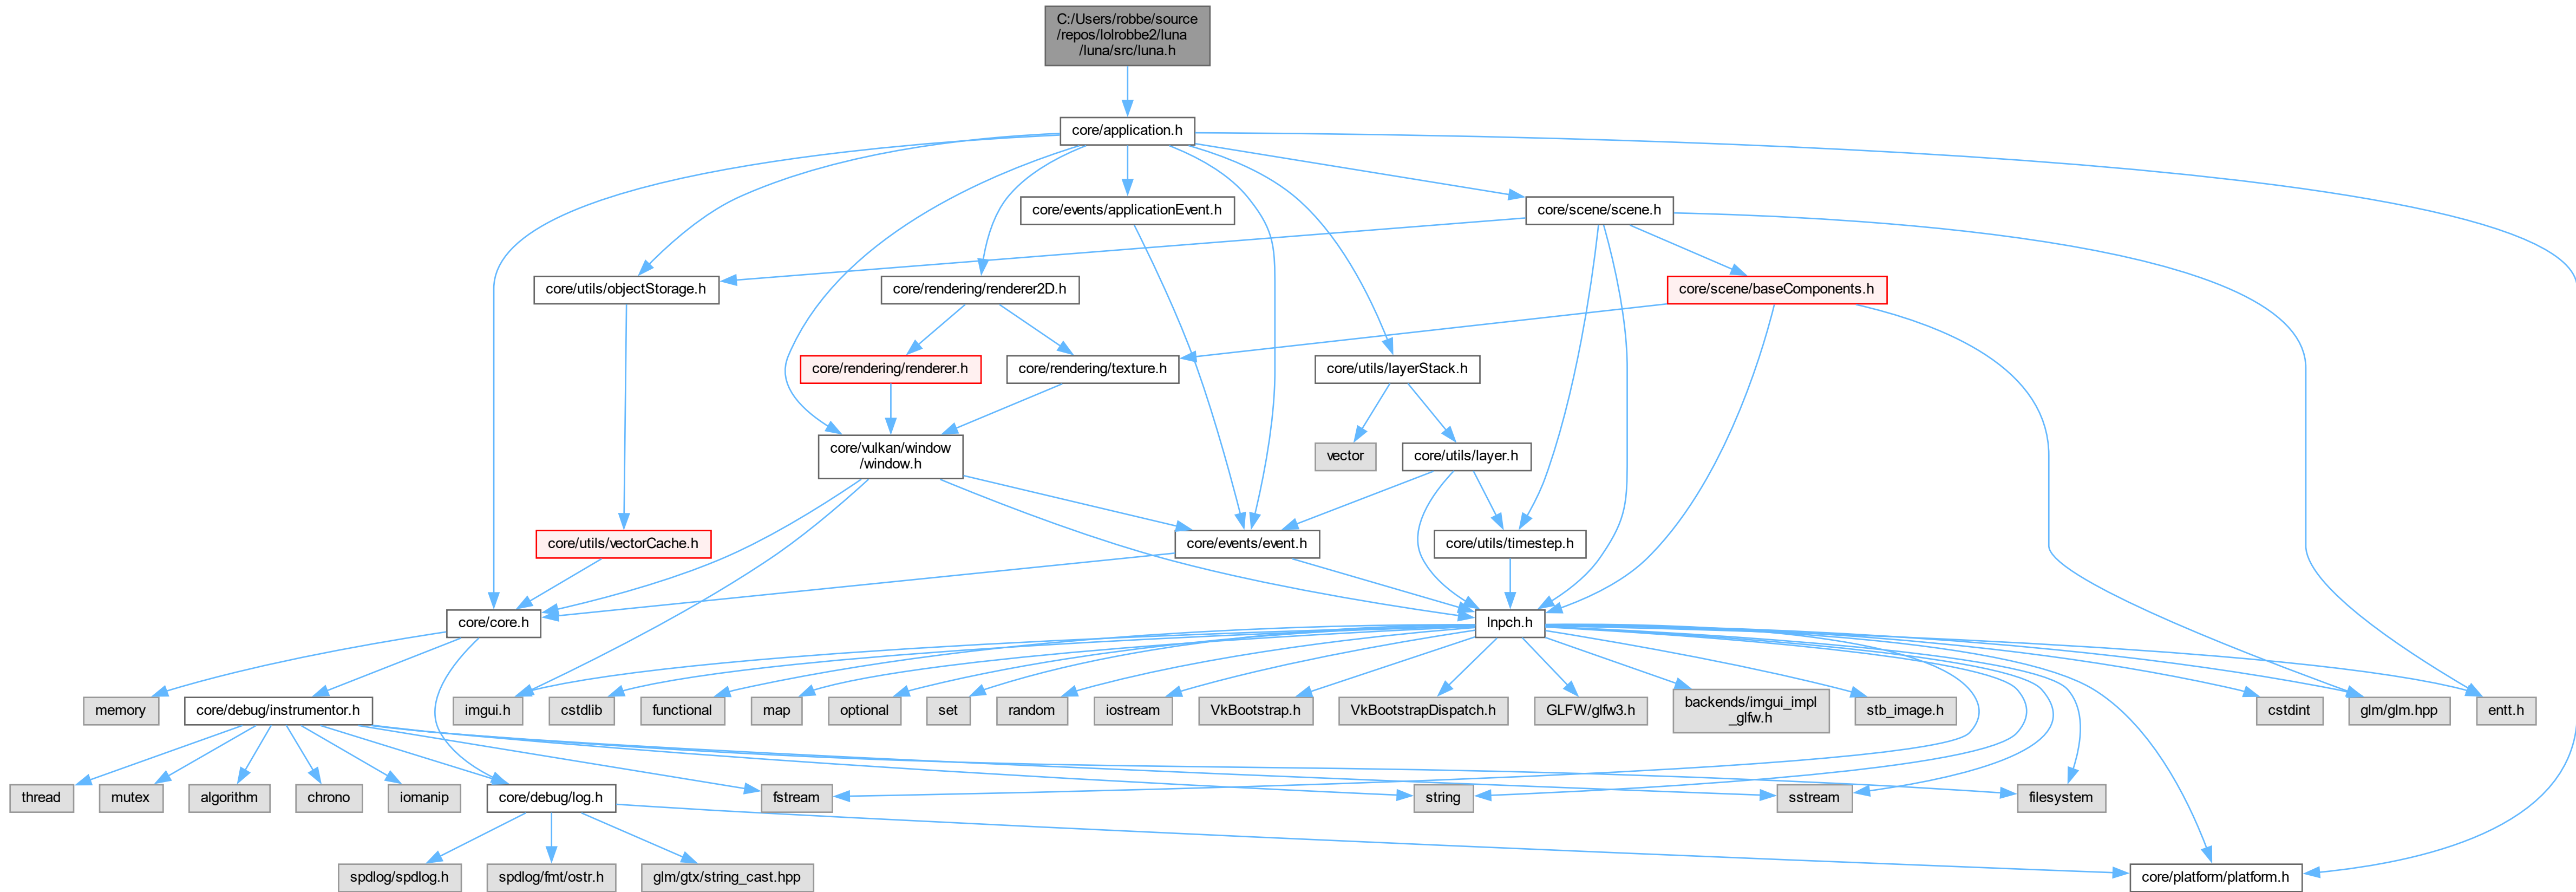 C:/Users/robbe/source
/repos/lolrobbe2/luna
/luna/src/luna.h
core/application.h
core/events/applicationEvent.h
core/scene/scene.h
core/utils/objectStorage.h
core/rendering/renderer2D.h
core/scene/baseComponents.h
core/rendering/renderer.h
core/rendering/texture.h
core/utils/layerStack.h
core/vulkan/window
/window.h
vector
core/utils/layer.h
core/utils/vectorCache.h
core/events/event.h
core/utils/timestep.h
core/core.h
lnpch.h
memory
core/debug/instrumentor.h
imgui.h
cstdlib
functional
map
optional
set
random
iostream
VkBootstrap.h
VkBootstrapDispatch.h
GLFW/glfw3.h
backends/imgui_impl
_glfw.h
stb_image.h
cstdint
glm/glm.hpp
entt.h
thread
mutex
algorithm
chrono
iomanip
core/debug/log.h
fstream
string
sstream
filesystem
spdlog/spdlog.h
spdlog/fmt/ostr.h
glm/gtx/string_cast.hpp
core/platform/platform.h